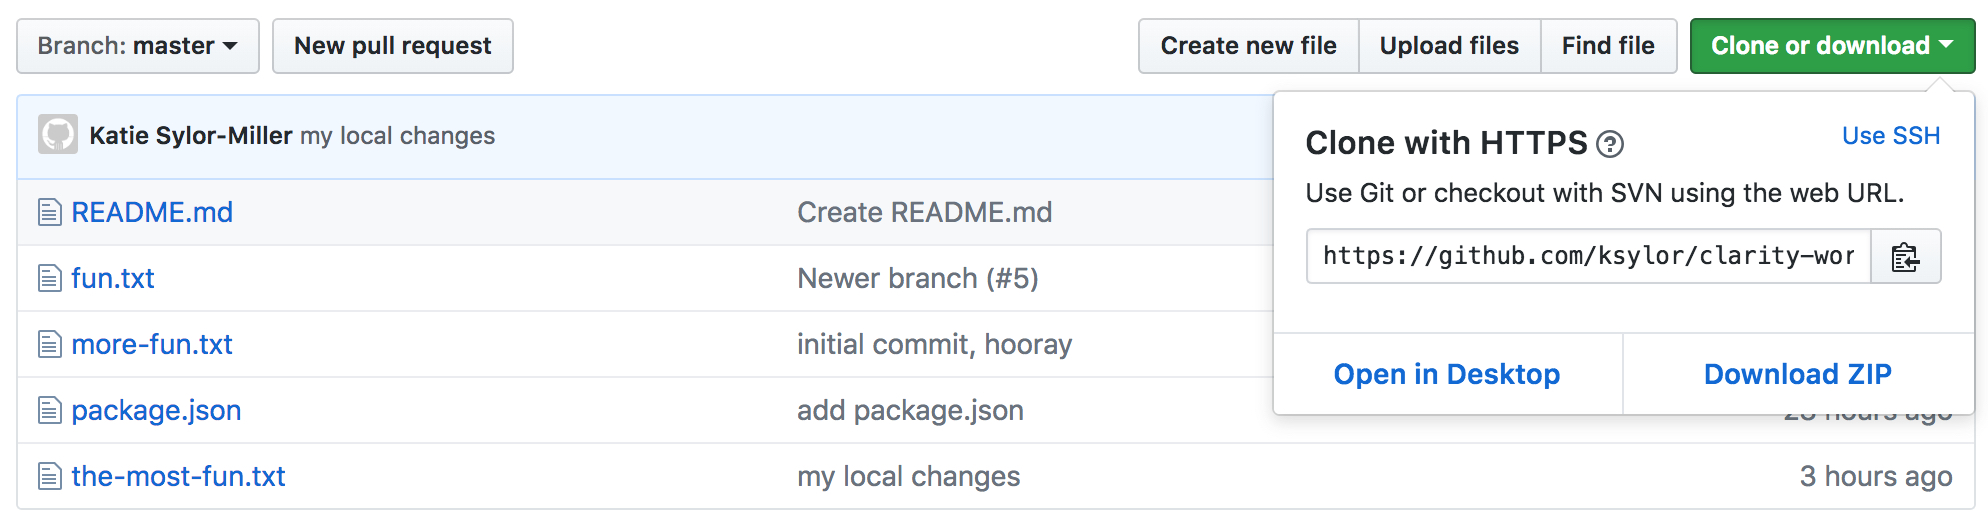 Branch: master
New pull request
Create new file
Upload files
Find file
Clone or download
Katie Sylor-Miller my local changes
Clone with HTTPS
Use SSH
Use Git or checkout with SVN using the web URL.
https://github.com/ksylor/clarity-wor
Open in Desktop
Download ZIP
README.md
Create README.md
fun.txt
Newer branch (#5)
more-fun.txt
initial commit, hooray
package.json
add package.json
hours ago
the-most-fun.txt
my local changes
3 hours ago